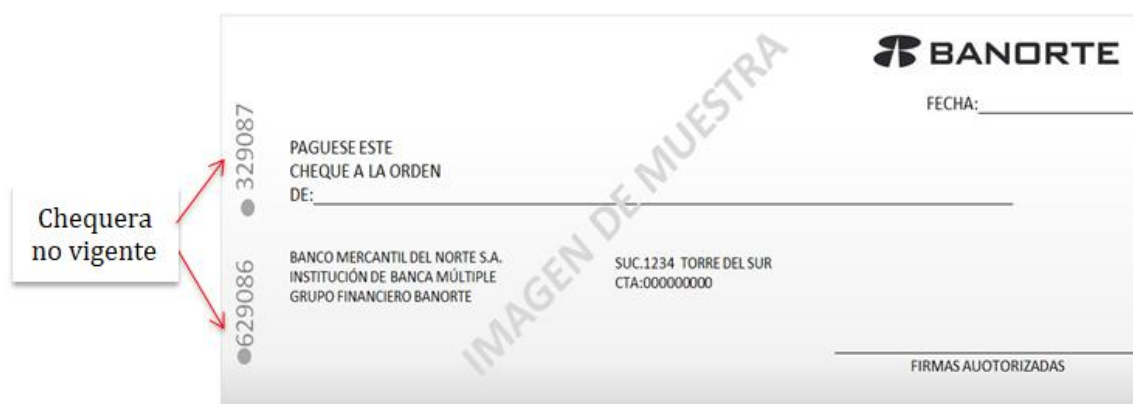 BANORTE
FECHA:
329087
PAGUESE ESTE
CHEQUE A LA ORDEN
DE:
IMAGEN DE MUESTRA
Chequera
no vigente
629086
BANCO MERCANTIL DEL NORTE S.A.
INSTITUCIÓN DE BANCA MÚLTIPLE
GRUPO FINANCIERO BANORTE
SUC.1234 TORRE DEL SUR
CTA:000000000
FIRMAS AUOTORIZADAS